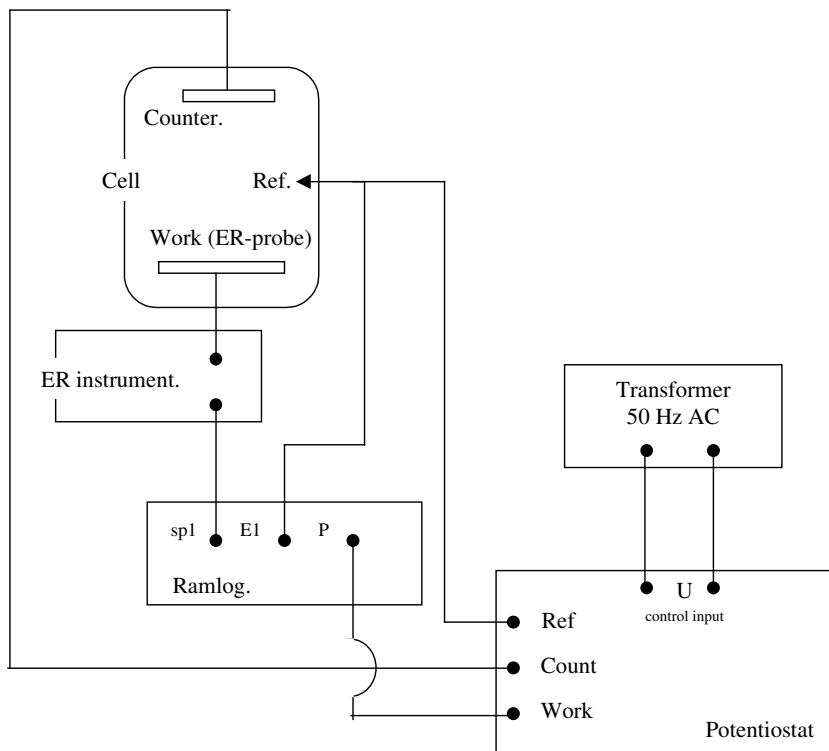 Counter.
Cell
Ref.
Work (ER-probe)
ER instrument.
Transformer
50 Hz AC
sp1
E1
P
Ramlog.
U
control input
Ref
Count
Work
Potentiostat